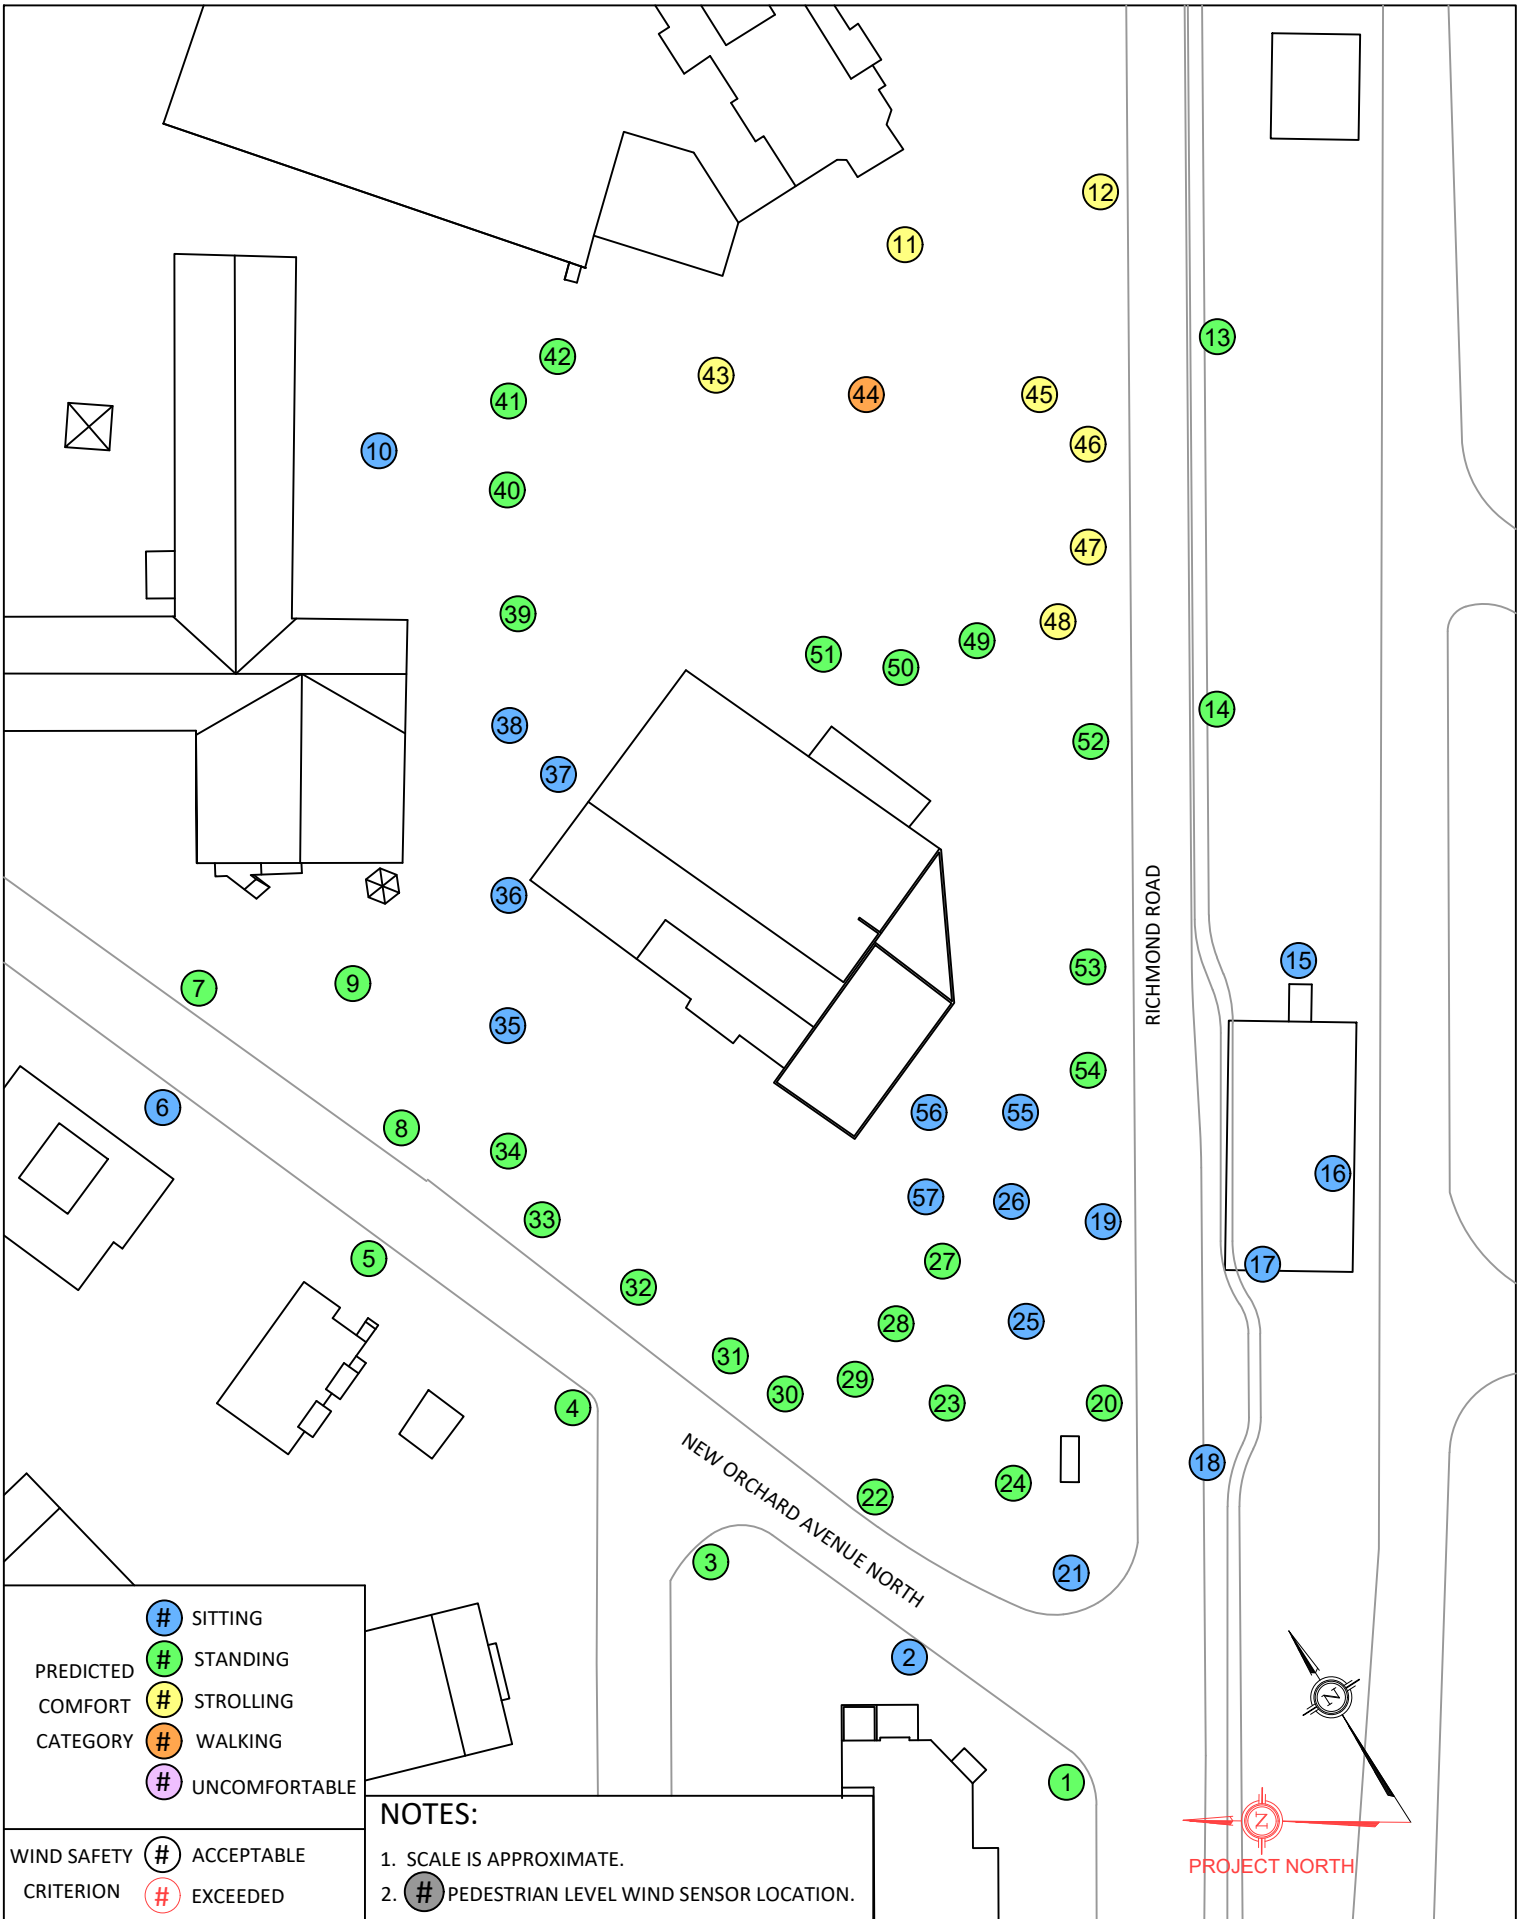 12
11
13
42
43
44
45
41
46
10
40
47
39
48
49
51
50
14
38
52
37
36
RICHMOND ROAD
15
53
7
9
35
54
6
56
55
8
34
16
57
26
19
33
5
27
17
32
28
25
31
29
30
23
20
4
NEW ORCHARD AVENUE NORTH
18
24
22
3
21
2
1
PREDICTED
COMFORT
CATEGORY
# SITTING
# STANDING
# STROLLING
# WALKING
# UNCOMFORTABLE
WIND SAFETY
CRITERION
# ACCEPTABLE
# EXCEEDED
NOTES:
1. SCALE IS APPROXIMATE.
2. # PEDESTRIAN LEVEL WIND SENSOR LOCATION.
N
N
PROJECT NORTH